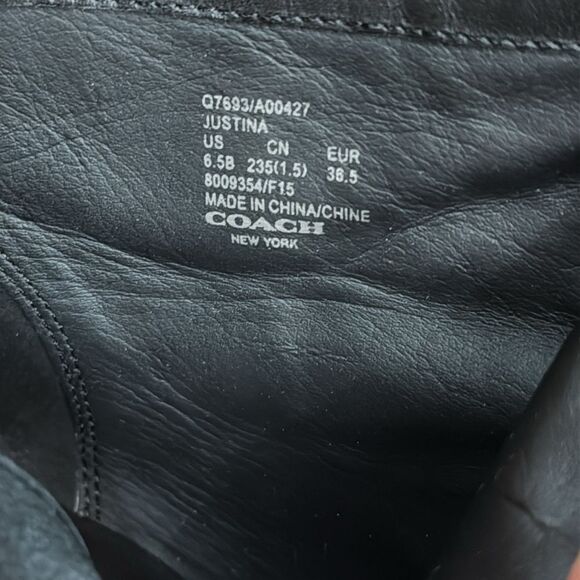 Q7693/A00427
JUSTINA
US CN EUR
6.5B 235(1.5) 36.5
8009354/F15
MADE IN CHINA/CHINE
COACH
NEW YORK